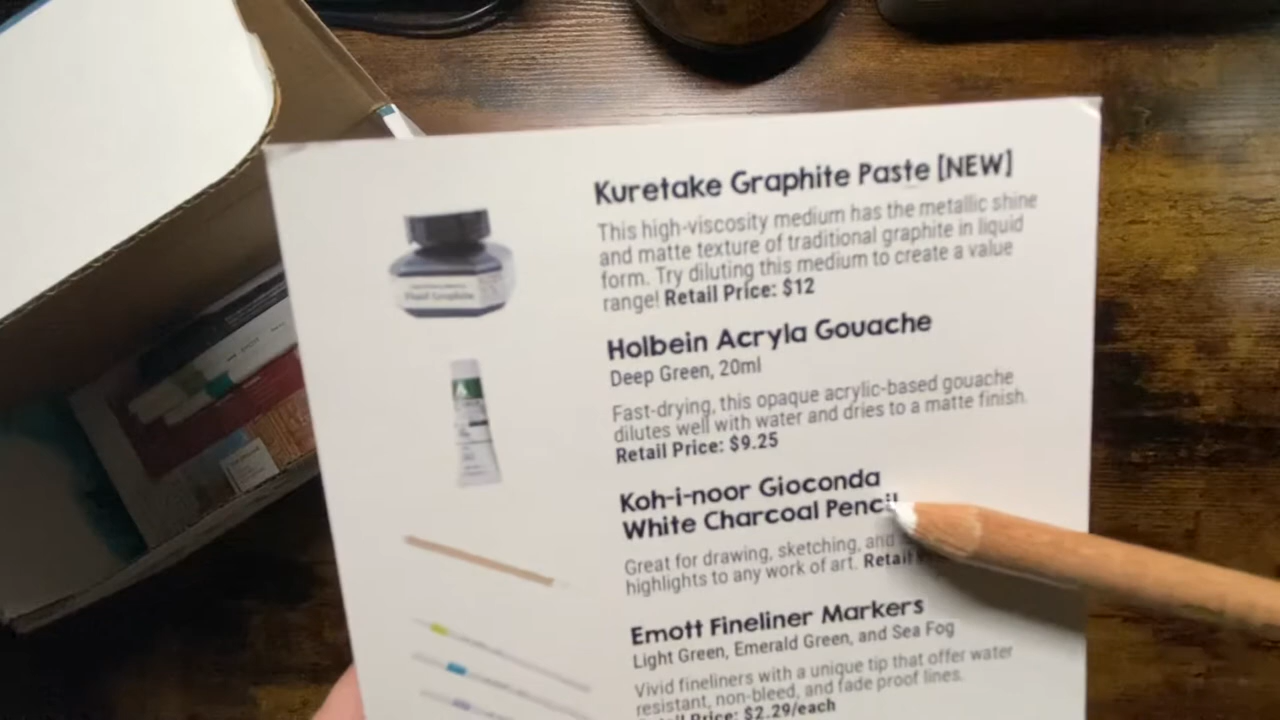 Kuretake Graphite Paste [NEW]
This high-viscosity medium has the metallic shine
and matte texture of traditional graphite in liquid
form. Try diluting this medium to create a value
range! Retail Price: $12
Fluid Graphite
Holbein Acryla Gouache
Deep Green, 20ml
Fast-drying, this opaque acrylic-based gouache
dilutes well with water and dries to a matte finish.
Retail Price: $9.25
Koh-i-noor Gioconda
White Charcoal Pencil
Great for drawing, sketching, and
highlights to any work of art. Retail
Emott Fineliner Markers
Light Green, Emerald Green, and Sea Fog
Vivid fineliners with a unique tip that offer water
resistant, non-bleed, and fade proof lines.
Retail Price: $2.29/each